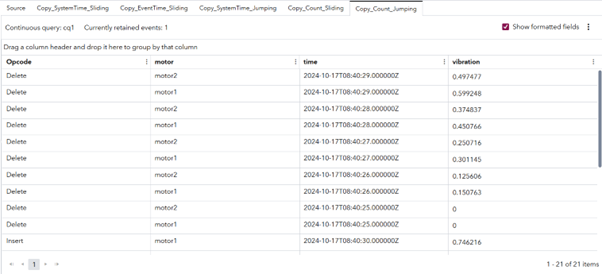 Source Copy_SystemTime_Sliding Copy_EventTime_Sliding Copy_SystemTime_Jumping Copy_Count_Sliding Copy_Count_Jumping
Continuous query: cq1 Currently retained events: 1 Show formatted fields
Drag a column header and drop it here to group by that column
Opcode motor time vibration
Delete motor2 2024-10-17T08:40:29.000000Z 0.497477
Delete motor1 2024-10-17T08:40:29.000000Z 0.599248
Delete motor2 2024-10-17T08:40:28.000000Z 0.374837
Delete motor1 2024-10-17T08:40:28.000000Z 0.450766
Delete motor2 2024-10-17T08:40:27.000000Z 0.250716
Delete motor1 2024-10-17T08:40:27.000000Z 0.301145
Delete motor2 2024-10-17T08:40:26.000000Z 0.125606
Delete motor1 2024-10-17T08:40:26.000000Z 0.150763
Delete motor2 2024-10-17T08:40:25.000000Z 0
Delete motor1 2024-10-17T08:40:25.000000Z 0
Insert motor1 2024-10-17T08:40:30.000000Z 0.746216
1 1 - 21 of 21 items